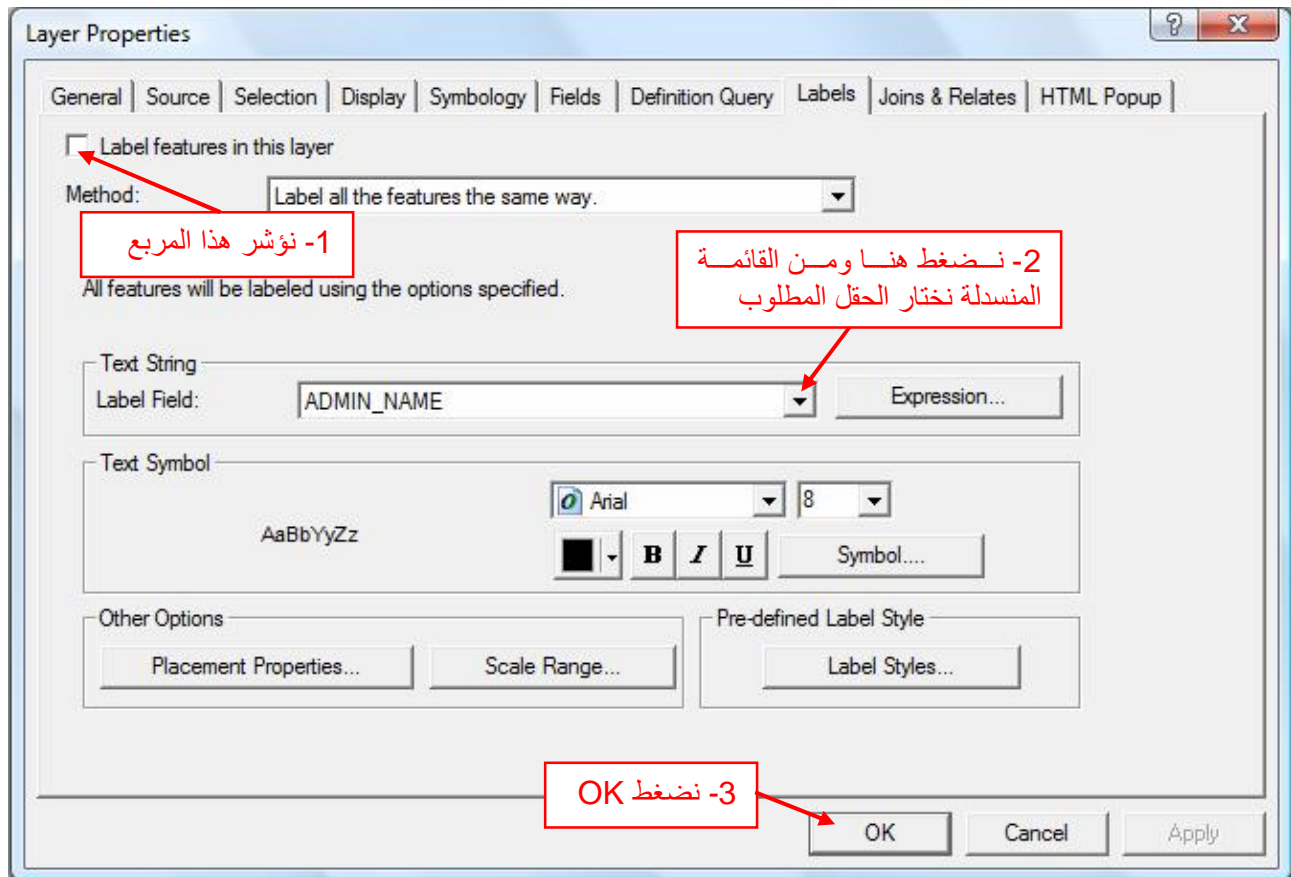 Layer Properties
General Source Selection Display Symbology Fields Definition Query Labels Joins & Relates HTML Popup
Label features in this layer
Method: Label all the features the same way.
1- نؤشر هذا المربع
2- نـــضغط هنـــا ومـــن القائمـــة
المنسدلة نختار الحقل المطلوب
All features will be labeled using the options specified.
Text String
Label Field: ADMIN_NAME Expression...
Text Symbol
AaBbYyZz
Arial 8
B I U Symbol....
Other Options
Placement Properties... Scale Range...
Pre-defined Label Style
Label Styles...
3- نضغط OK
OK Cancel Apply